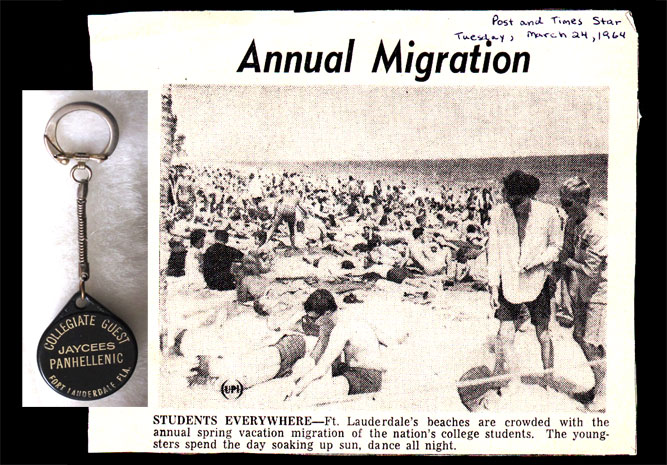 Post and Times Star
Tuesday, March 24, 1964
Annual Migration
COLLEGIATE GUEST
JAYCEES
PANHELLENIC
FORT LAUDERDALE FLA.
UPI
STUDENTS EVERYWHERE—Ft. Lauderdale's beaches are crowded with the
annual spring vacation migration of the nation's college students. The young-
sters spend the day soaking up sun, dance all night.